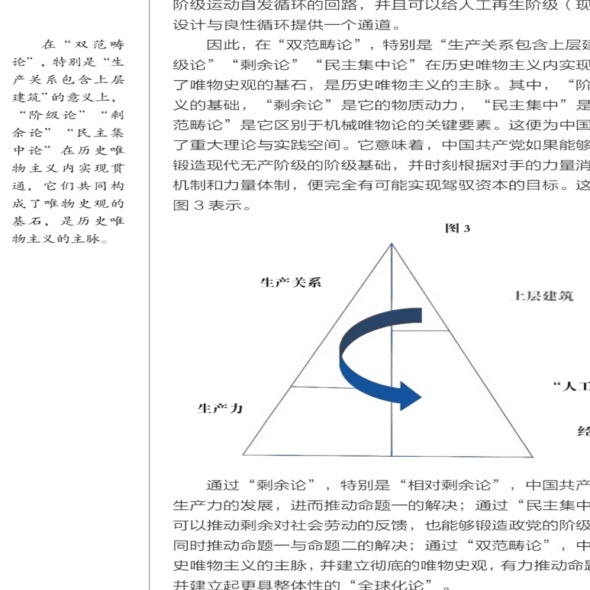 阶级运动自发循环的回路，并且可以给人工再生阶级（现
设计与良性循环提供一个通道。
因此，在“双范畴论”，特别是“生产关系包含上层建
级论”“剩余论”“民主集中论”在历史唯物主义内实现
了唯物史观的基石，是历史唯物主义的主脉。其中，“阶
义的基础，“剩余论”是它的物质动力，“民主集中”是
范畴论”是它区别于机械唯物论的关键要素。这便为中国
了重大理论与实践空间。它意味着，中国共产党如果能够
锻造现代无产阶级的阶级基础，并时刻根据对手的力量消
机制和力量体制，便完全有可能实现驾驭资本的目标。这
图 3 表示。
在“双范畴
论”，特别是“生
产关系包含上层
建筑”的意义上，
“阶级论”“剩
余论”“民主集
中论”在历史唯
物主义内实现贯
通，它们共同构
成了唯物史观的
基石，是历史唯
物主义的主脉。
图 3
生产关系
上层建筑
生产力
“人工
经
通过“剩余论”，特别是“相对剩余论”，中国共产
生产力的发展，进而推动命题一的解决；通过“民主集中
可以推动剩余对社会劳动的反馈，也能够锻造政党的阶级
同时推动命题一与命题二的解决；通过“双范畴论”，中
史唯物主义的主脉，并建立彻底的唯物史观，有力推动命题
并建立起更具整体性的“全球化论”。